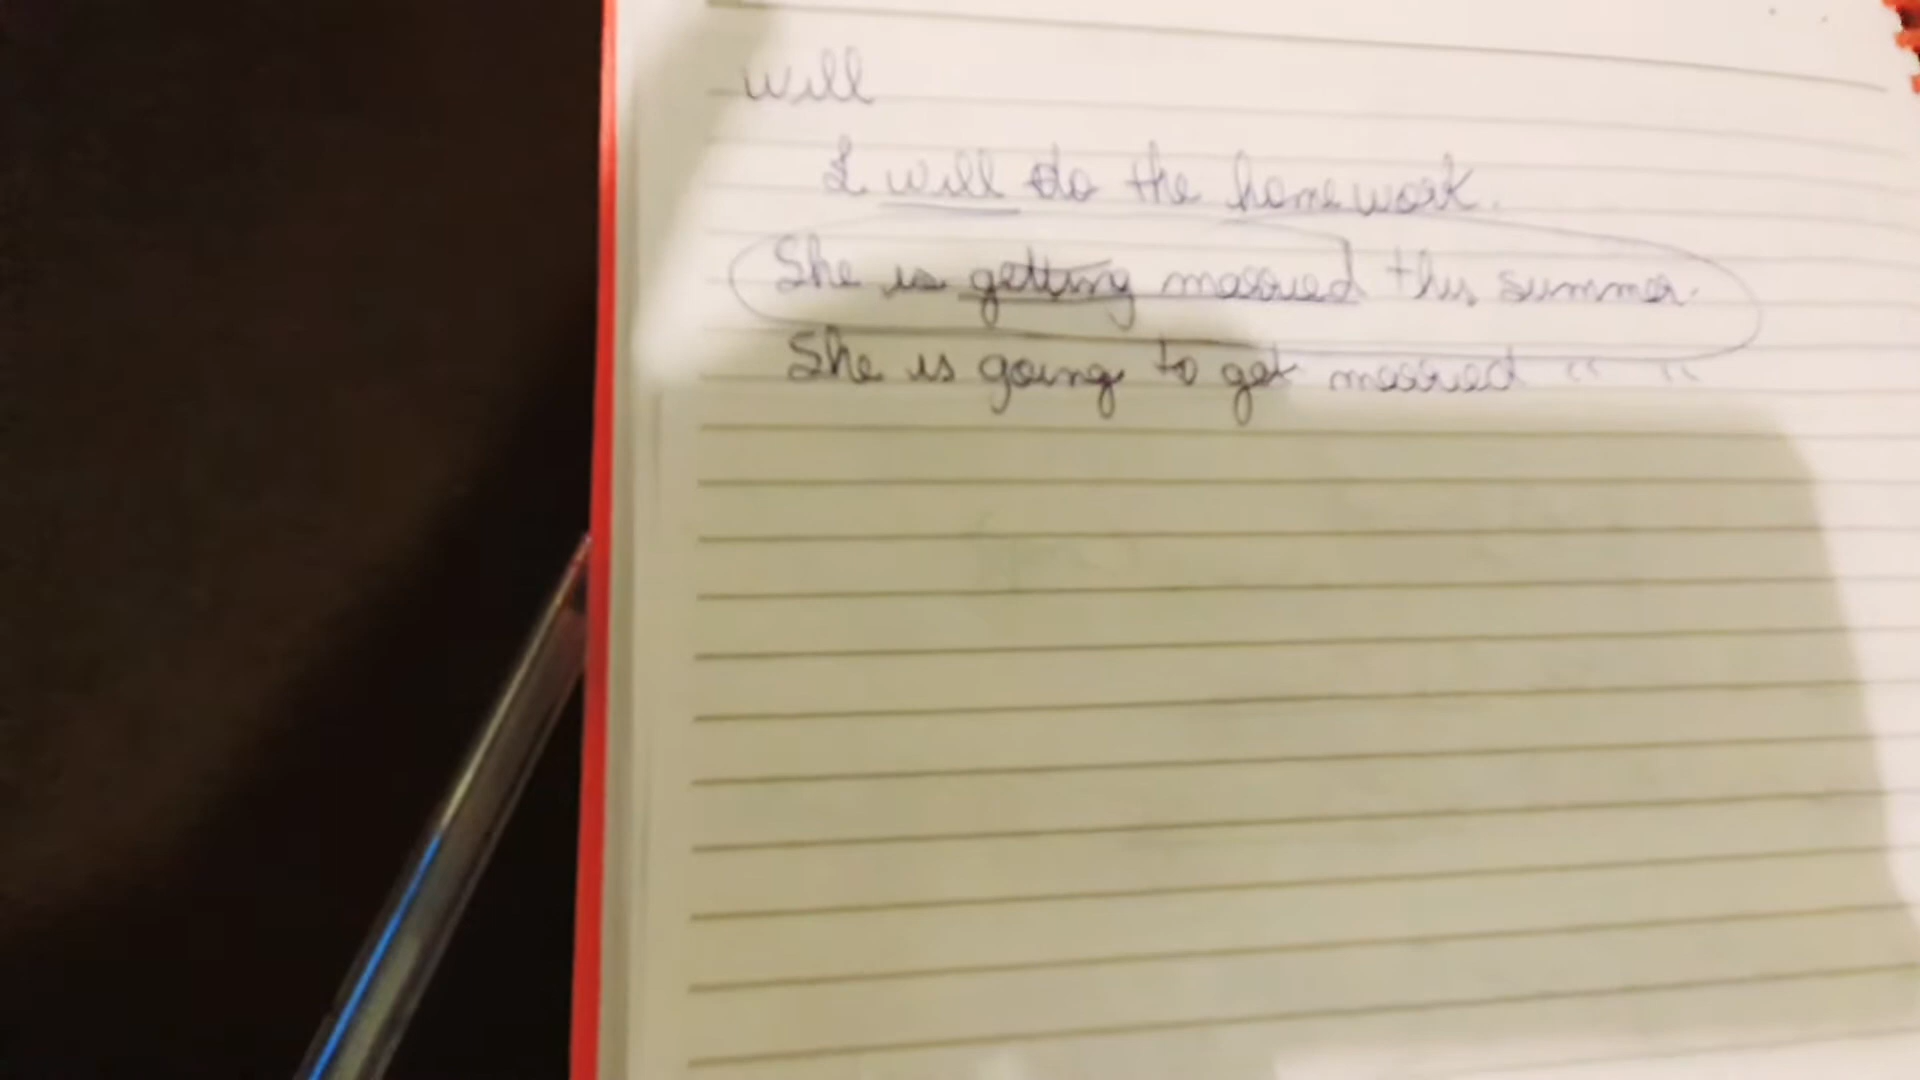 will
I will do the homework.
She is getting married this summer.
She is going to get married " "